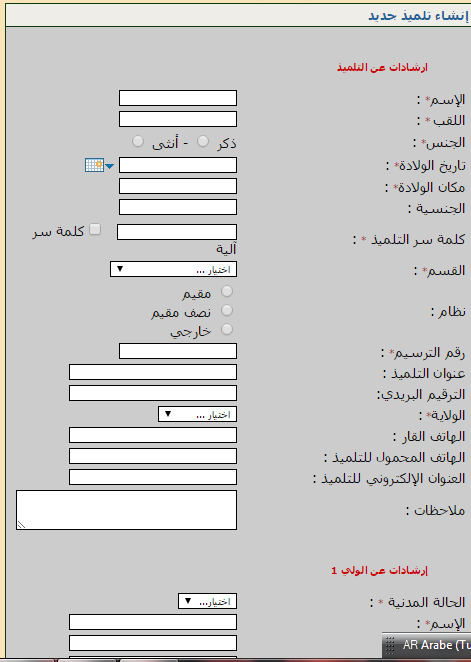 إنشاء تلميذ جديد
ارشادات عن التلميذ
الإسم* :
اللقب * :
الجنس* : ذكر - أنثى
تاريخ الولادة* :
مكان الولادة* :
الجنسية :
كلمة سر التلميذ * : كلمة سر
آلية
القسم* : اختيار ...
مقيم
نظام : نصف مقيم
خارجي
رقم الترسيم* :
عنوان التلميذ :
الترقيم البريدي:
الولاية* : اختيار ...
الهاتف القار :
الهاتف المحمول للتلميذ :
العنوان الإلكتروني للتلميذ :
ملاحظات :
إرشادات عن الولي 1
الحالة المدنية * : اختيار...
الإسم* :
AR Arabe (Tu